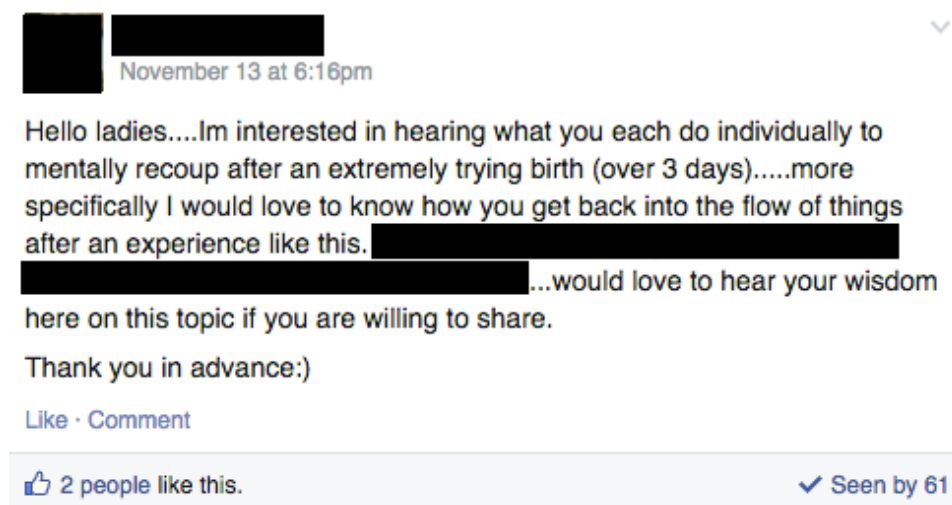 November 13 at 6:16pm
Hello ladies....Im interested in hearing what you each do individually to
mentally recoup after an extremely trying birth (over 3 days).....more
specifically I would love to know how you get back into the flow of things
after an experience like this.
...would love to hear your wisdom
here on this topic if you are willing to share.
Thank you in advance:)
Like · Comment
2 people like this. Seen by 61